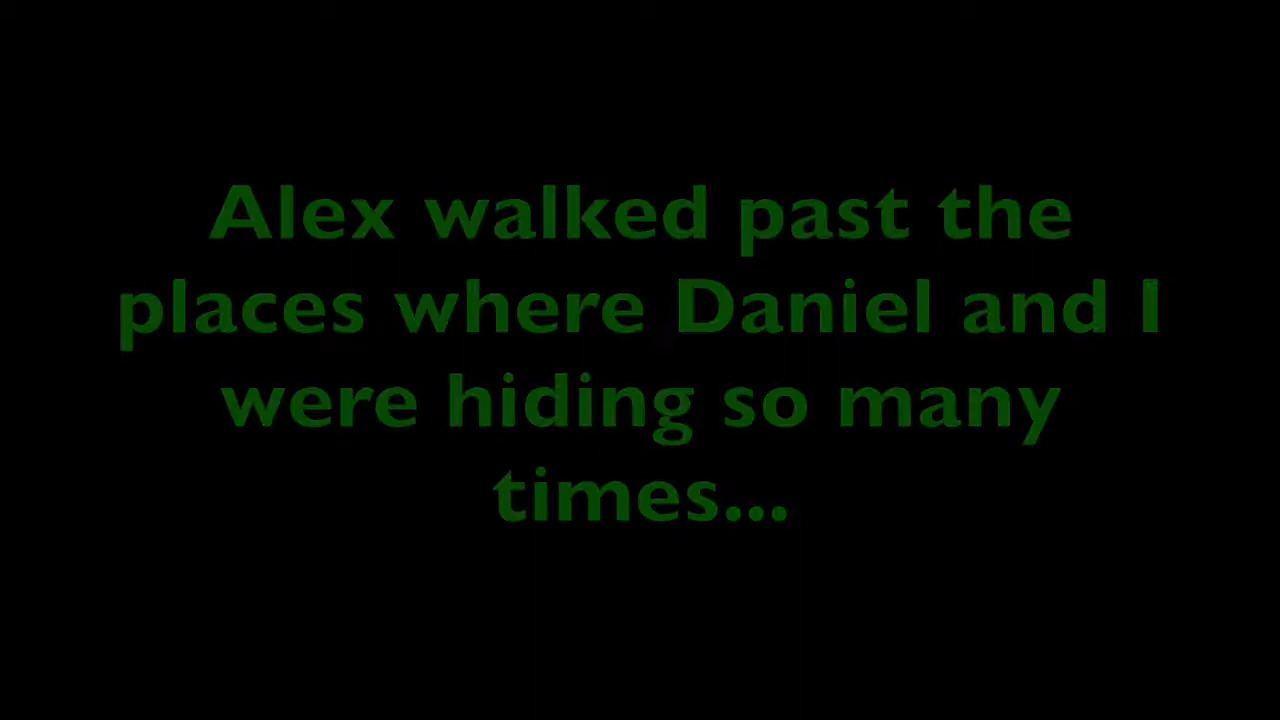 Alex walked past the
places where Daniel and I
were hiding so many
times...